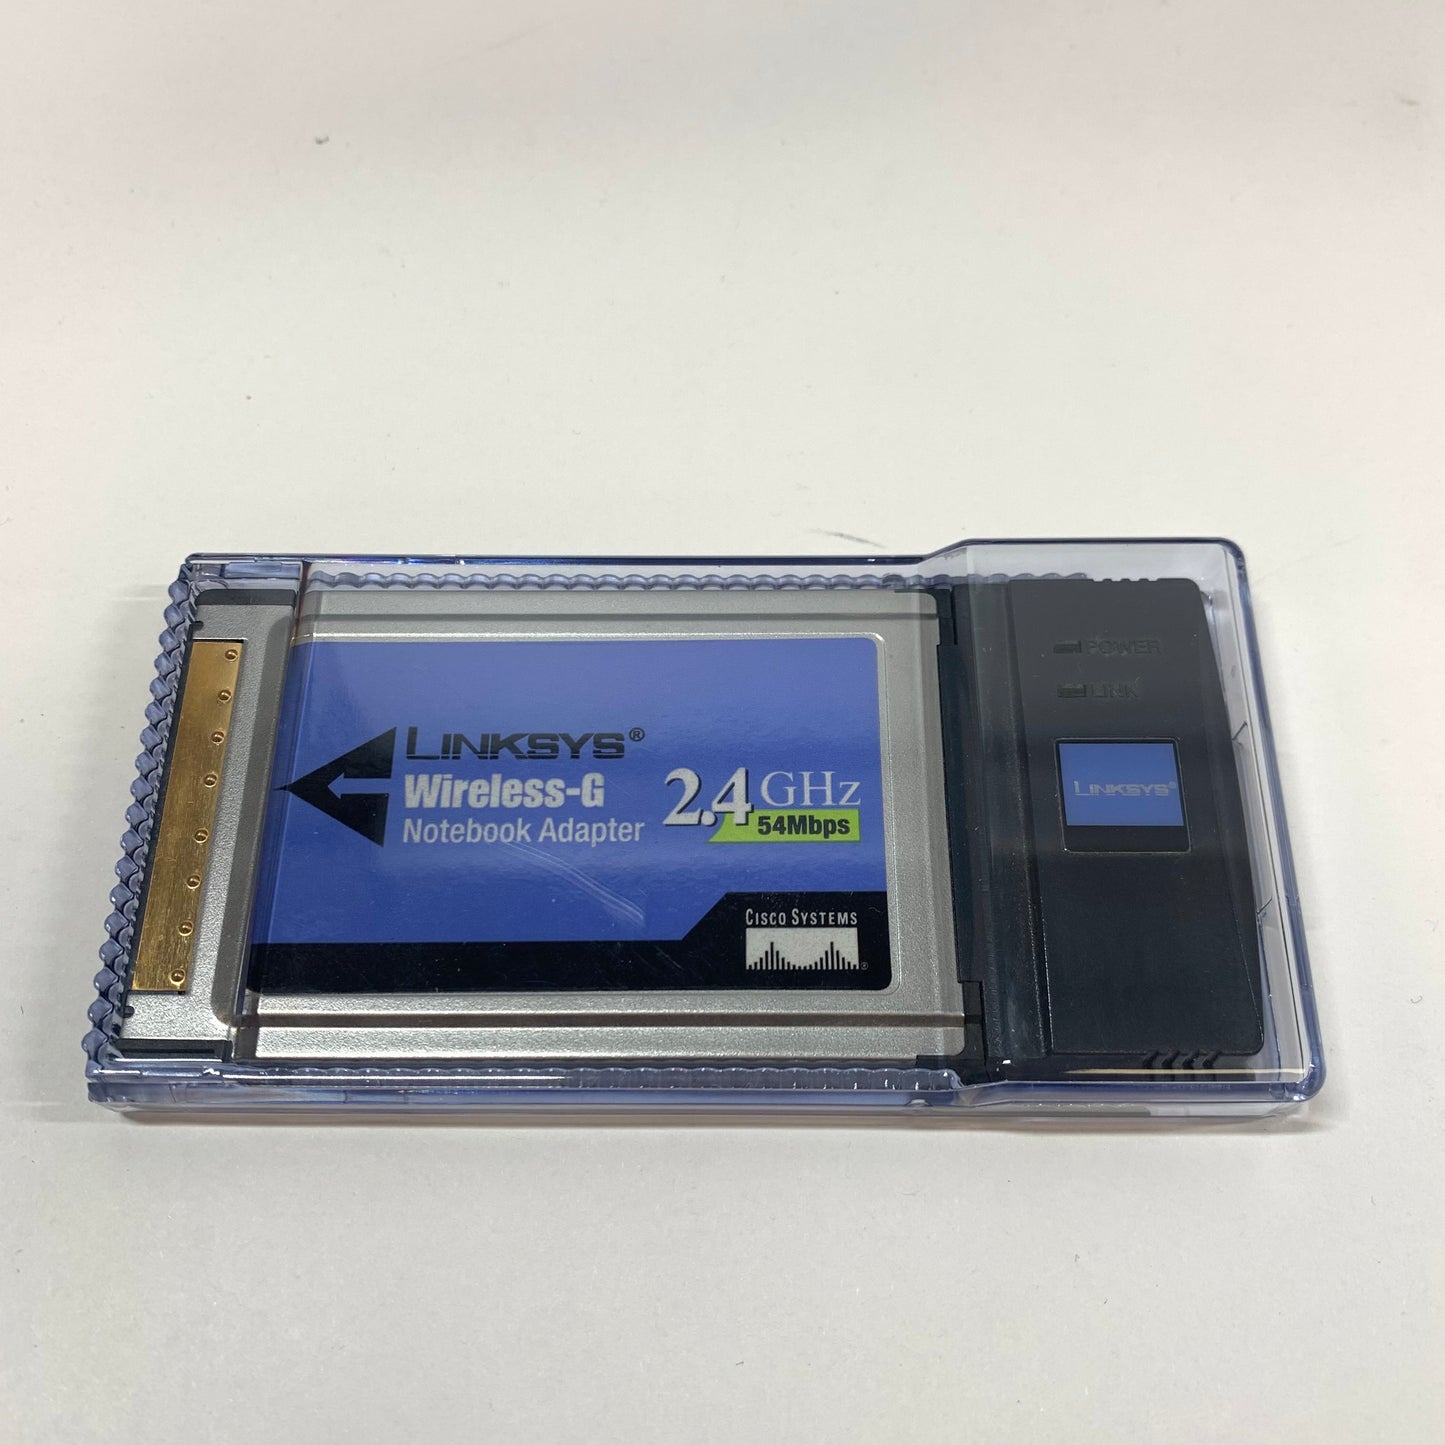 LINKSYS®
Wireless-G
Notebook Adapter
2.4 GHz
54Mbps
CISCO SYSTEMS
®
POWER
LINK
LINKSYS®